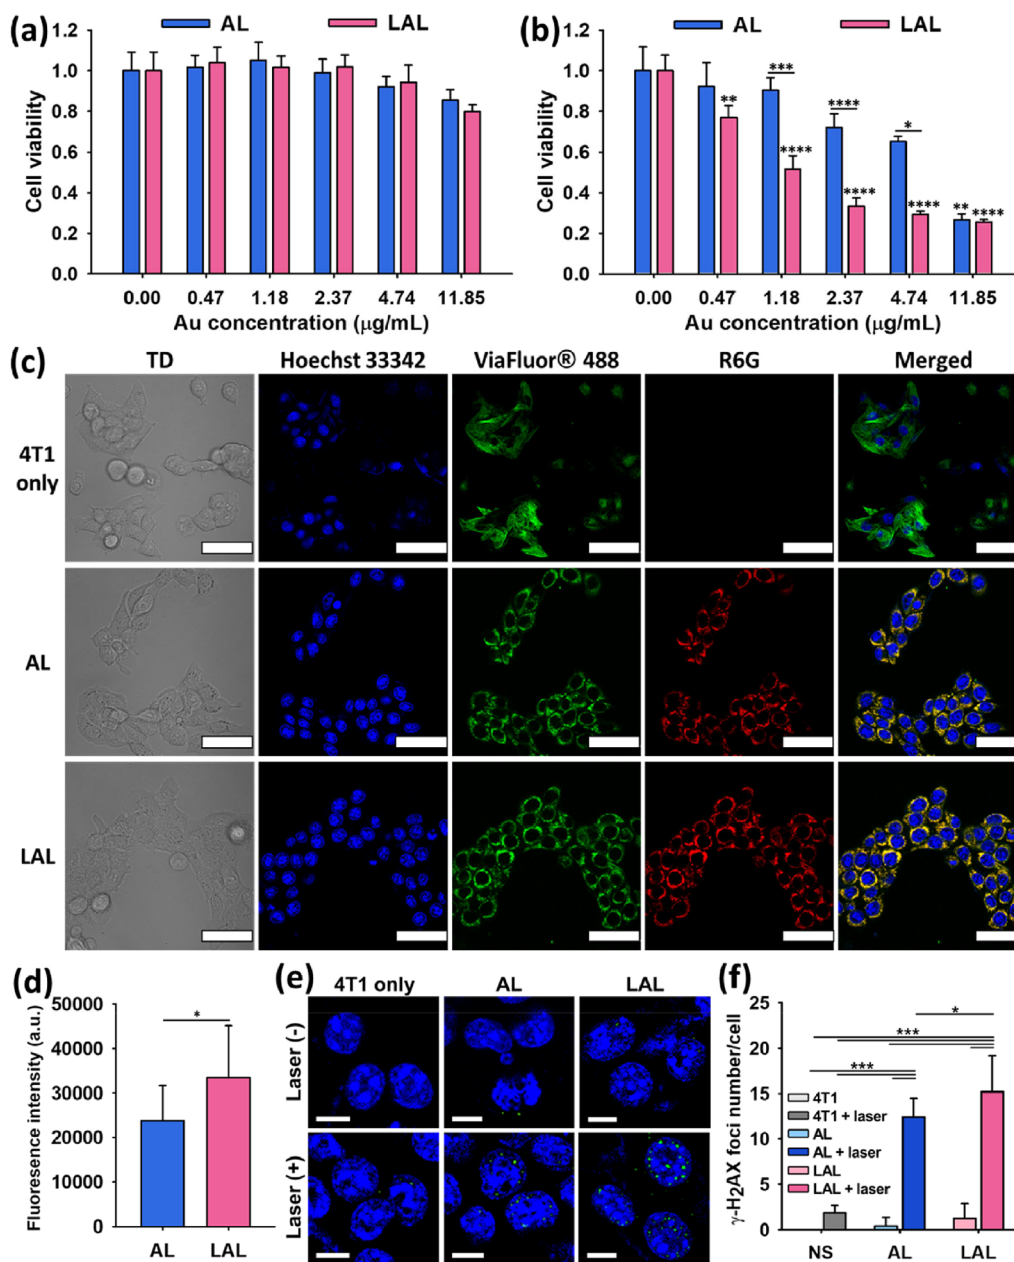 (a)
AL
LAL
1.2
1.0
0.8
0.6
0.4
0.2
0.0
Cell viability
0.00 0.47 1.18 2.37 4.74 11.85
Au concentration (μg/mL)
(b)
AL
LAL
1.2
1.0
0.8
0.6
0.4
0.2
0.0
Cell viability
**
***
****
****
****
*
****
** ****
0.00 0.47 1.18 2.37 4.74 11.85
Au concentration (μg/mL)
(c)
TD Hoechst 33342 ViaFluor® 488 R6G Merged
4T1
only
AL
LAL
(d)
50000
40000
30000
20000
10000
0
Fluoresence intensity (a.u.)
*
AL LAL
(e)
4T1 only AL LAL
Laser (-)
Laser (+)
(f)
25
20
15
10
5
0
γ-H2AX foci number/cell
*
***
***
4T1
4T1 + laser
AL
AL + laser
LAL
LAL + laser
NS AL LAL